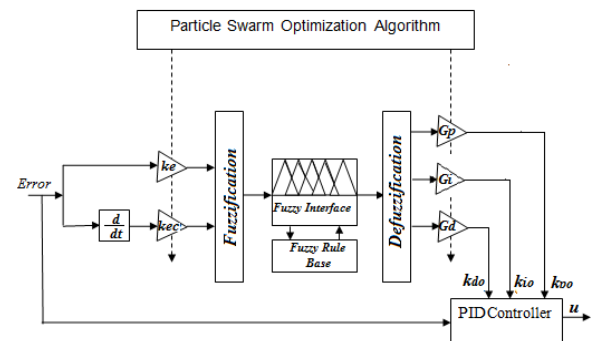 Particle Swarm Optimization Algorithm
Error
d
dt
ke
kec
Fuzzification
Fuzzy Interface
Fuzzy Rule
Base
Defuzzification
Gp
Gi
Gd
kdo
kio
kpo
PID Controller
u